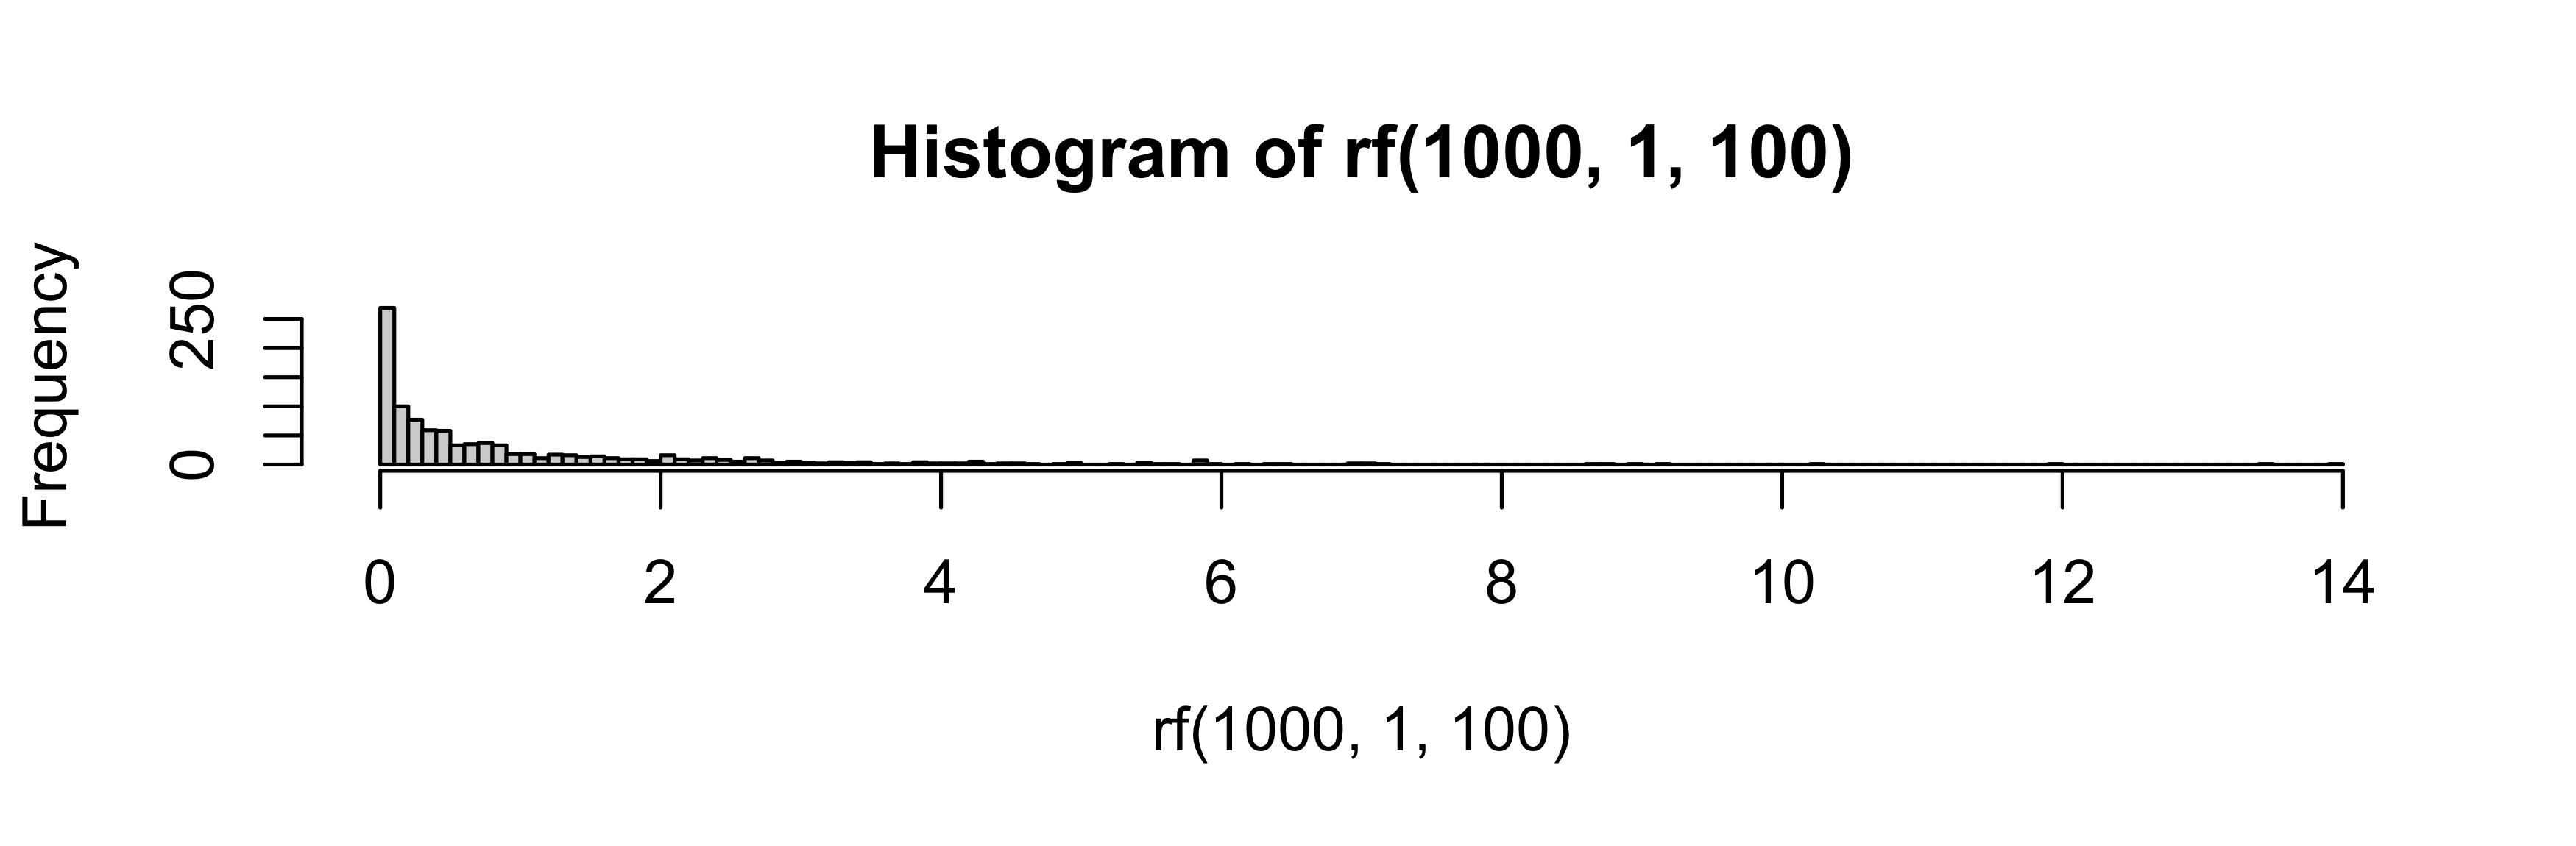 Histogram of rf(1000, 1, 100)
Frequency
250
0
0 2 4 6 8 10 12 14
rf(1000, 1, 100)